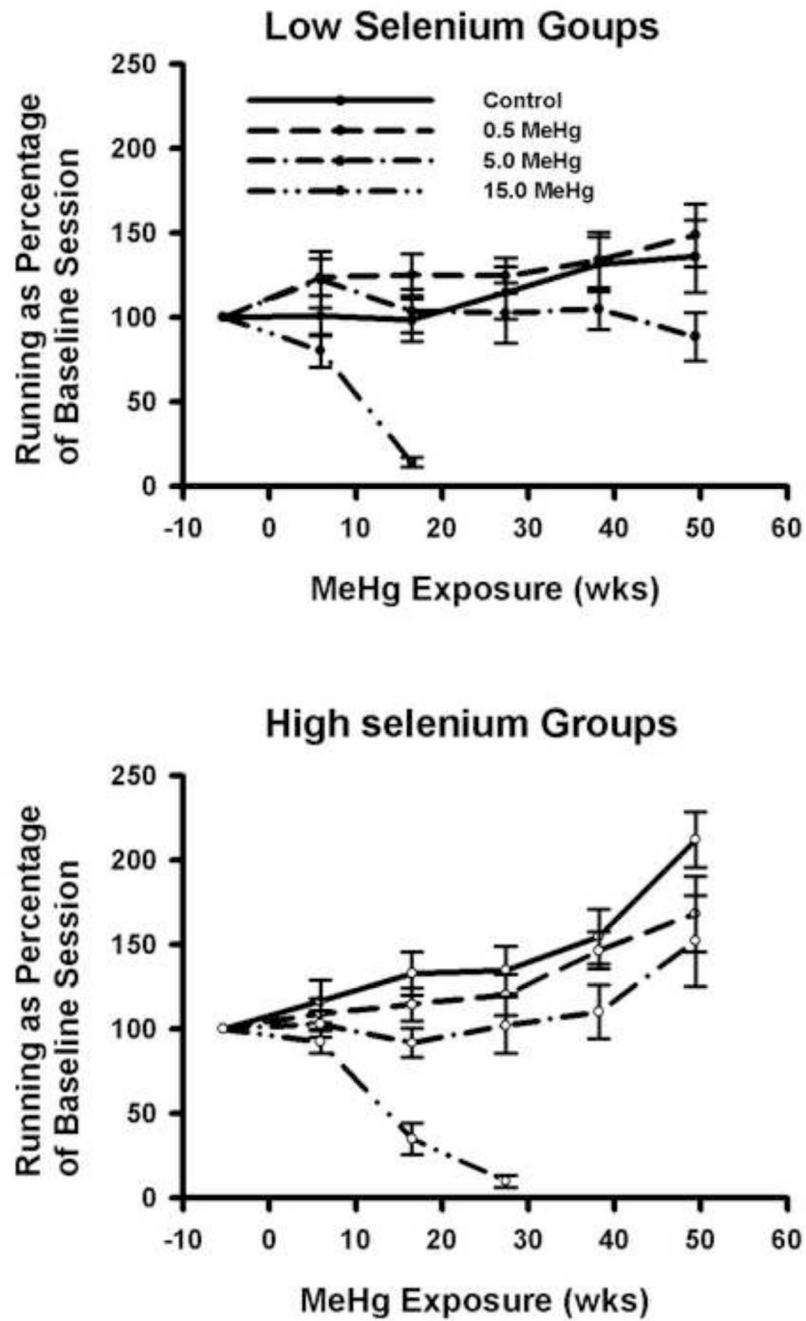 Low Selenium Goups
250
200
150
100
50
0
Running as Percentage
of Baseline Session
Control
0.5 MeHg
5.0 MeHg
15.0 MeHg
-10 0 10 20 30 40 50 60
MeHg Exposure (wks)
High selenium Groups
250
200
150
100
50
0
Running as Percentage
of Baseline Session
-10 0 10 20 30 40 50 60
MeHg Exposure (wks)